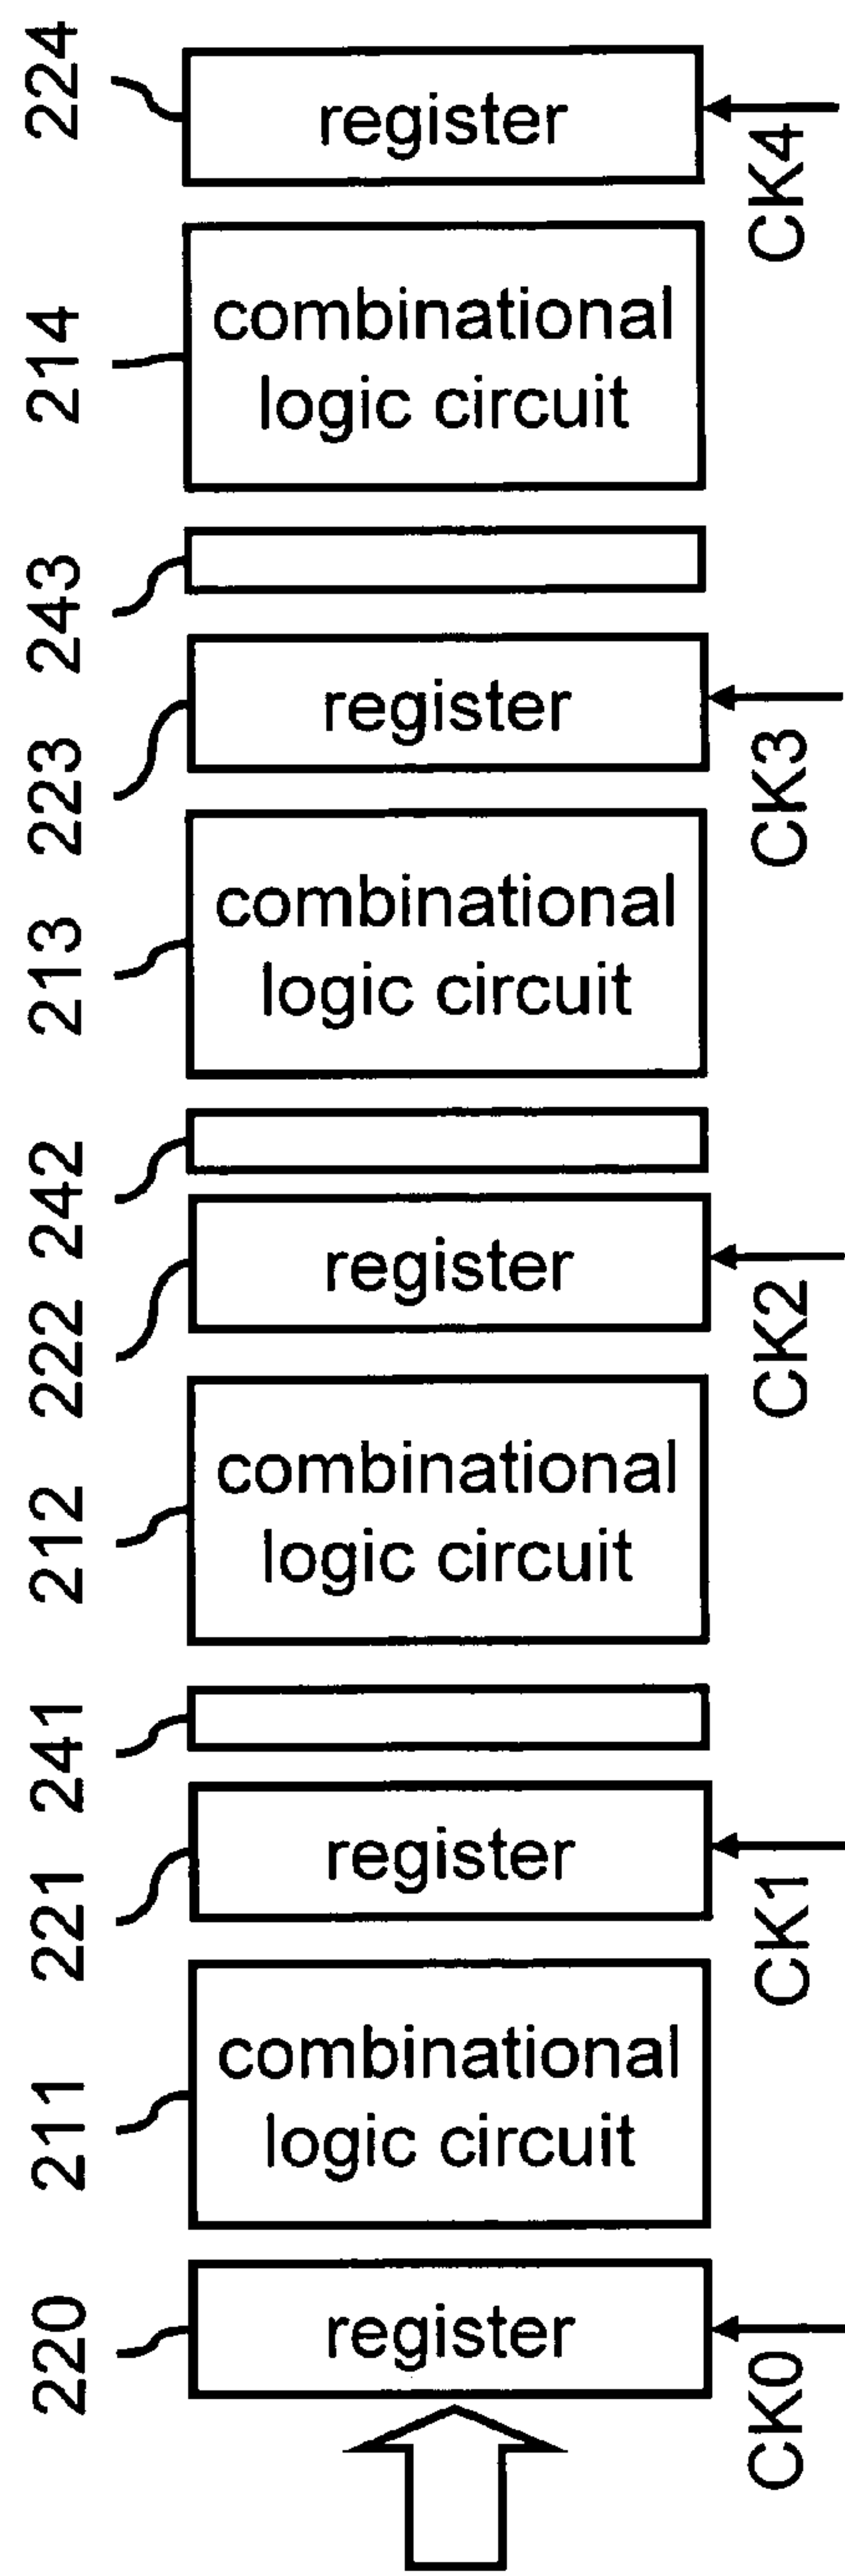 224
register
CK4
214
combinational
logic circuit
243
223
register
CK3
213
combinational
logic circuit
242
222
register
CK2
212
combinational
logic circuit
241
221
register
CK1
211
combinational
logic circuit
220
register
CK0